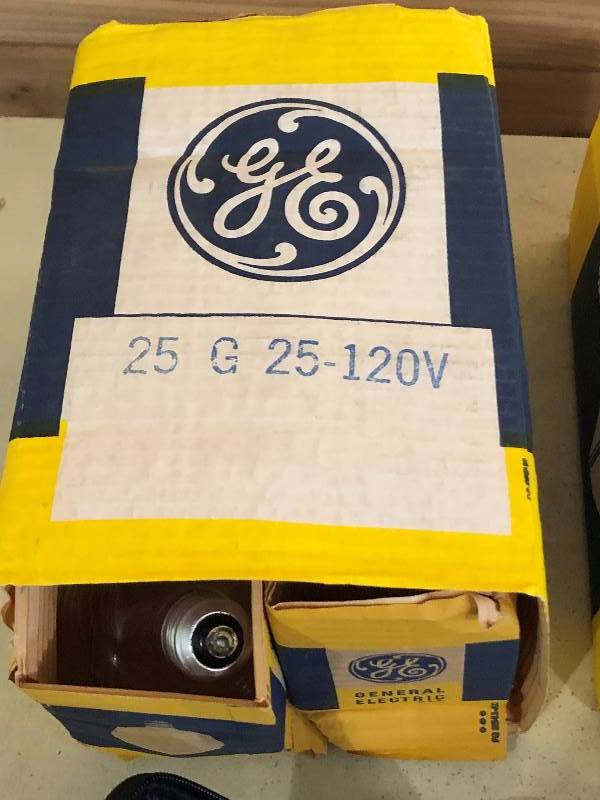 GE
25 G 25-120V
GE
GENERAL
ELECTRIC